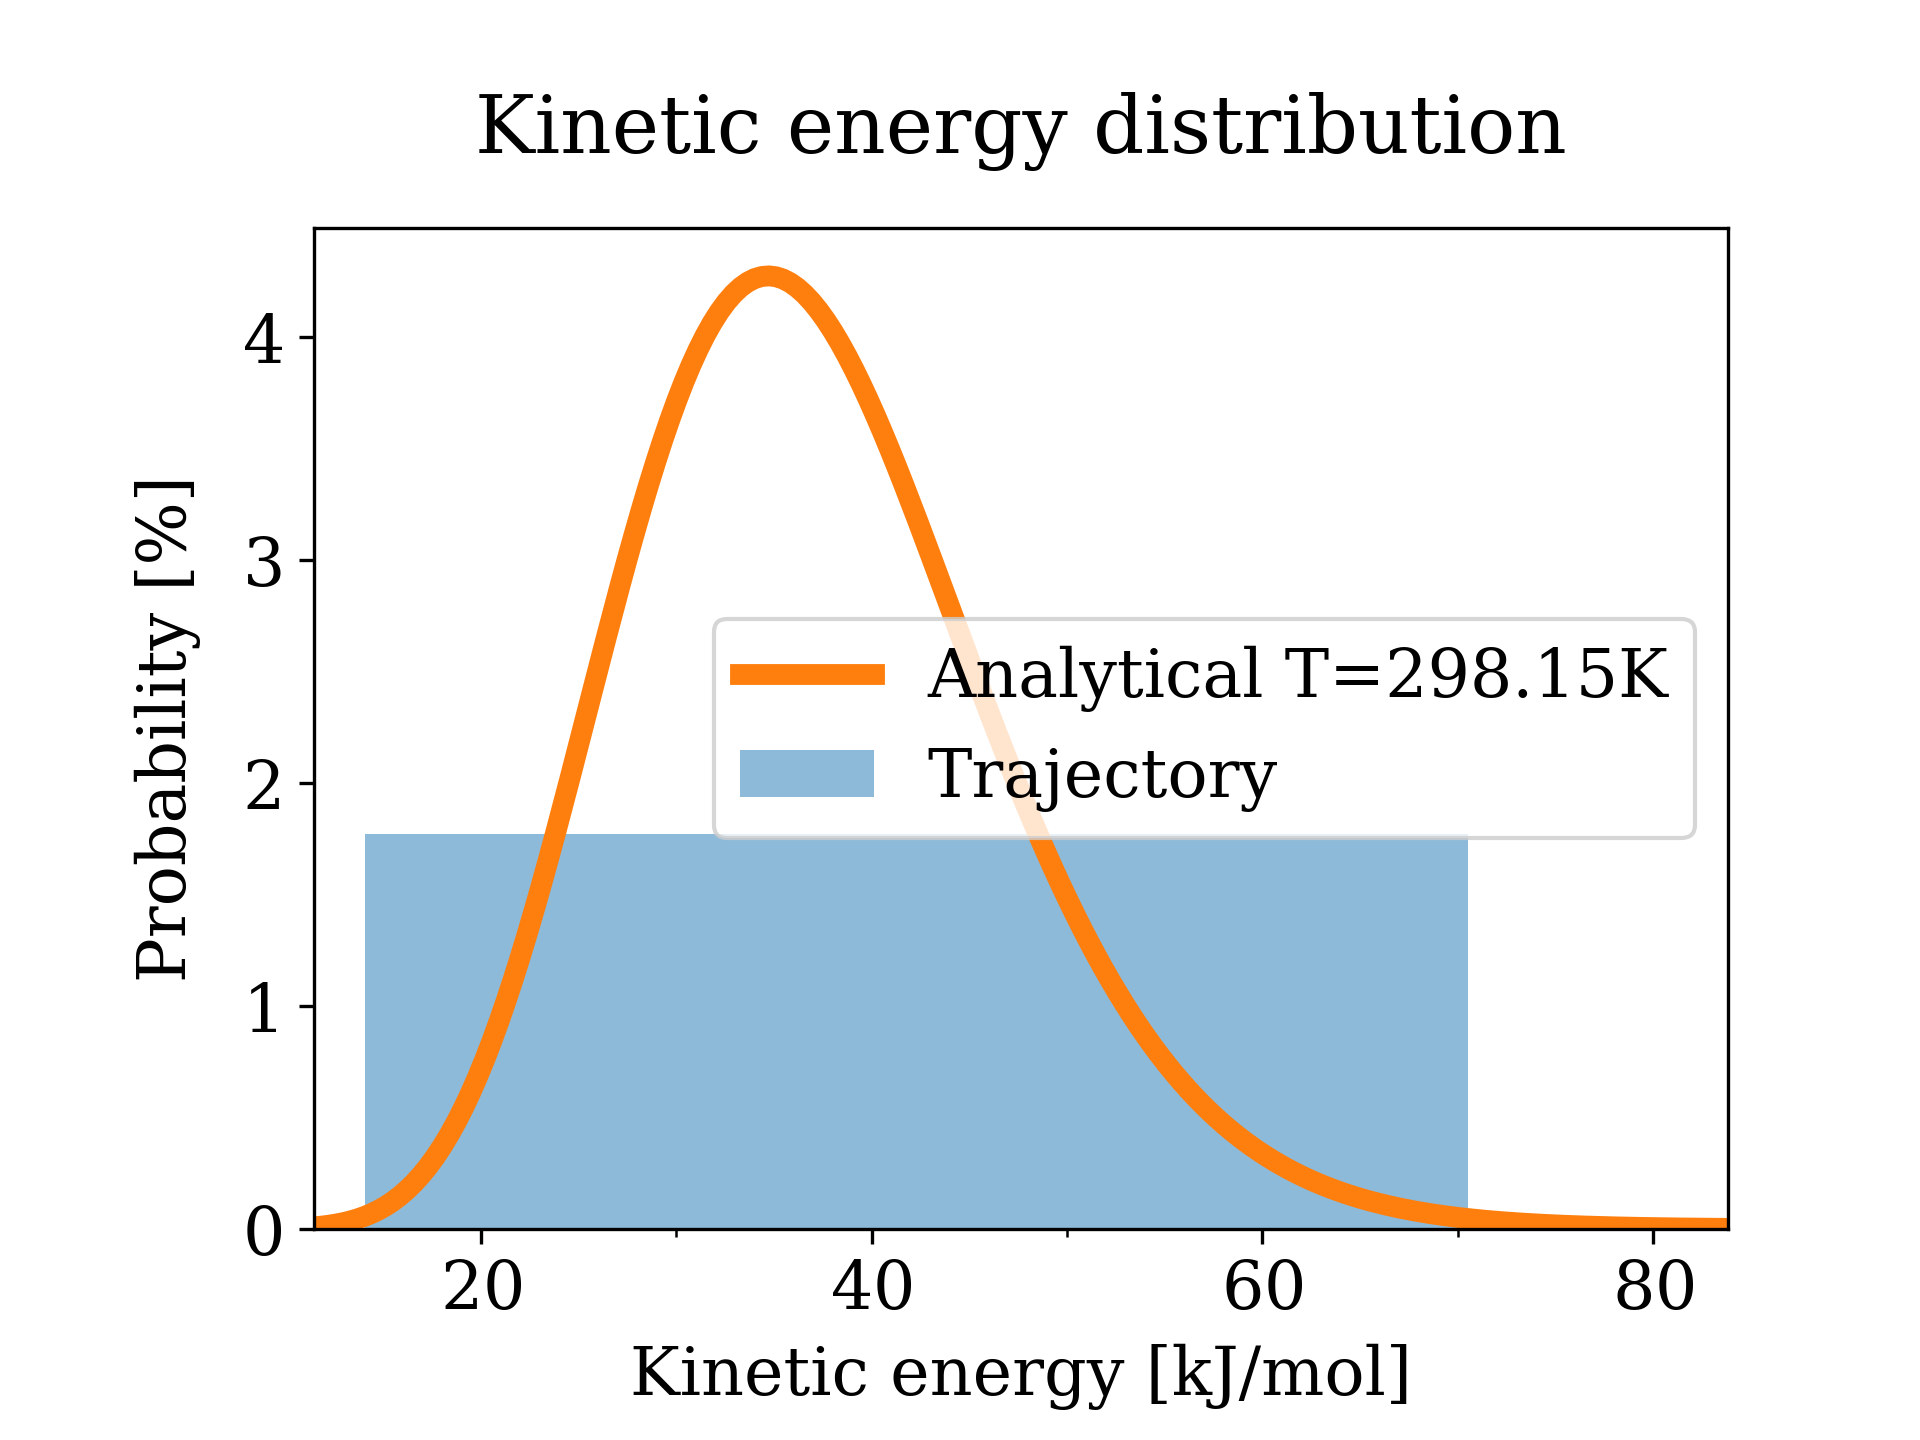 Kinetic energy distribution
Probability [%]
4
3
2
1
0
Analytical T=298.15K
Trajectory
20 40 60 80
Kinetic energy [kJ/mol]